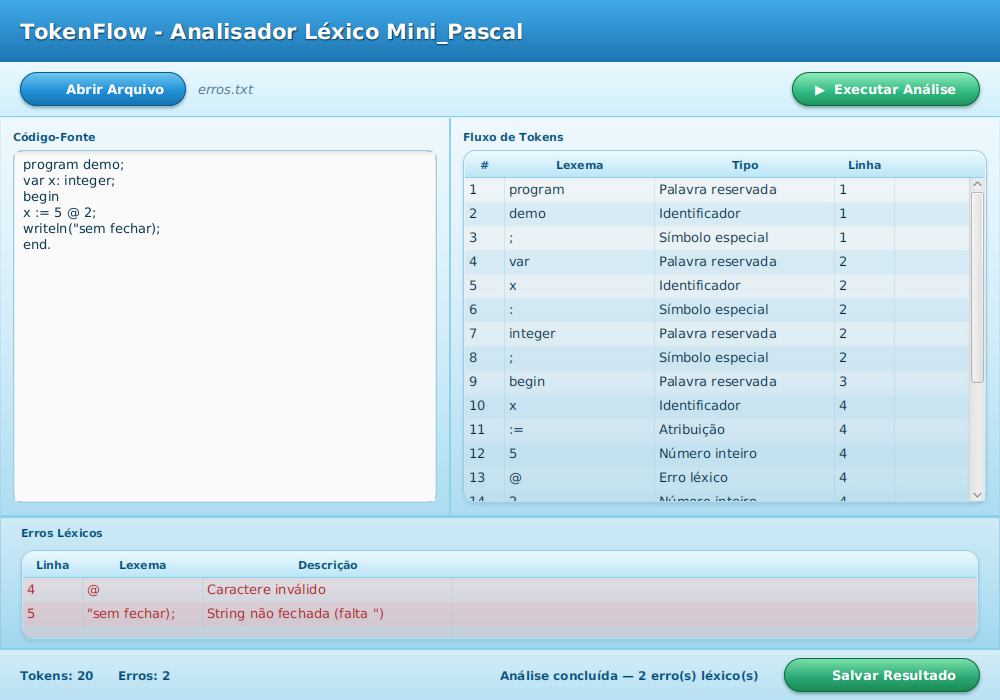 TokenFlow - Analisador Léxico Mini_Pascal
Abrir Arquivo erros.txt ▶ Executar Análise
Código-Fonte
program demo;
var x: integer;
begin
x := 5 @ 2;
writeln("sem fechar);
end.
Fluxo de Tokens
# Lexema Tipo Linha
1 program Palavra reservada 1
2 demo Identificador 1
3 ; Símbolo especial 1
4 var Palavra reservada 2
5 x Identificador 2
6 : Símbolo especial 2
7 integer Palavra reservada 2
8 ; Símbolo especial 2
9 begin Palavra reservada 3
10 x Identificador 4
11 := Atribuição 4
12 5 Número inteiro 4
13 @ Erro léxico 4
14 2 Número inteiro 4
Erros Léxicos
Linha Lexema Descrição
4 @ Caractere inválido
5 "sem fechar); String não fechada (falta ")
Tokens: 20 Erros: 2 Análise concluída — 2 erro(s) léxico(s) Salvar Resultado